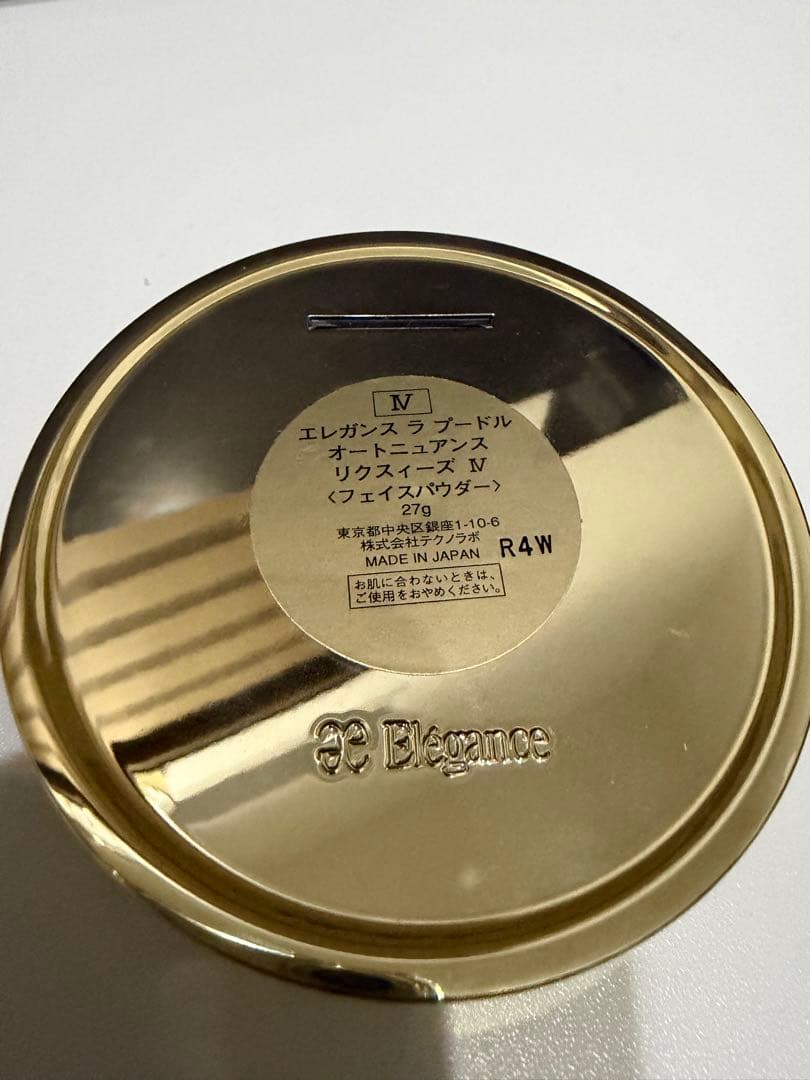 Ⅳ
エレガンス ラ プードル
オートニュアンス
リクスィーズ Ⅳ
〈フェイスパウダー〉
27g
東京都中央区銀座1-10-6
株式会社テクノラボ
MADE IN JAPAN R4W
お肌に合わないときは、
ご使用をおやめください。
Elégance